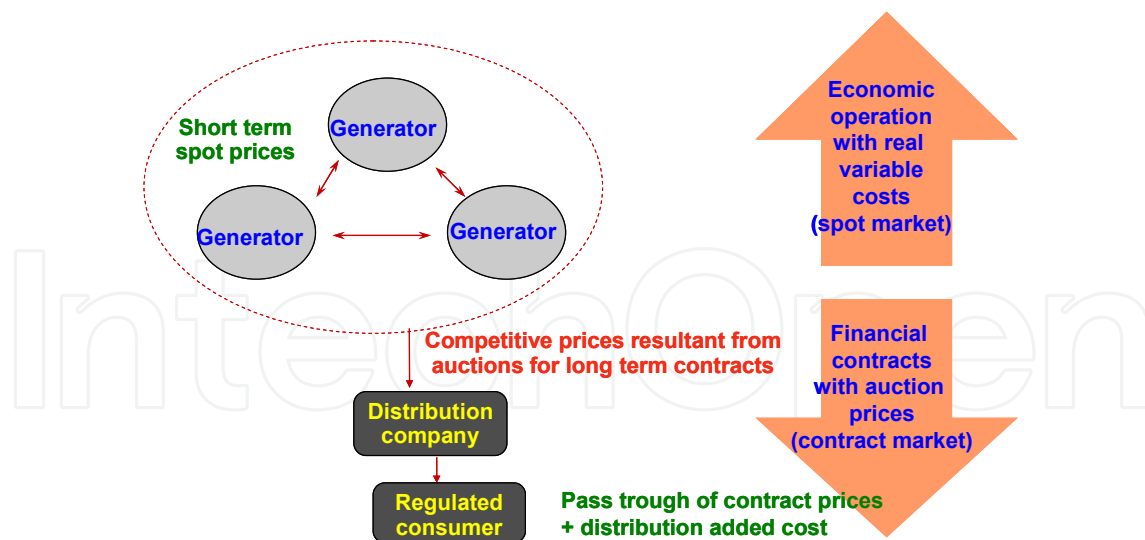 Short term
spot prices
Generator
Generator
Generator
Economic
operation
with real
variable
costs
(spot market)
Competitive prices resultant from
auctions for long term contracts
Financial
contracts
with auction
prices
(contract market)
Distribution
company
Regulated
consumer
Pass trough of contract prices
+ distribution added cost
IntechOpen